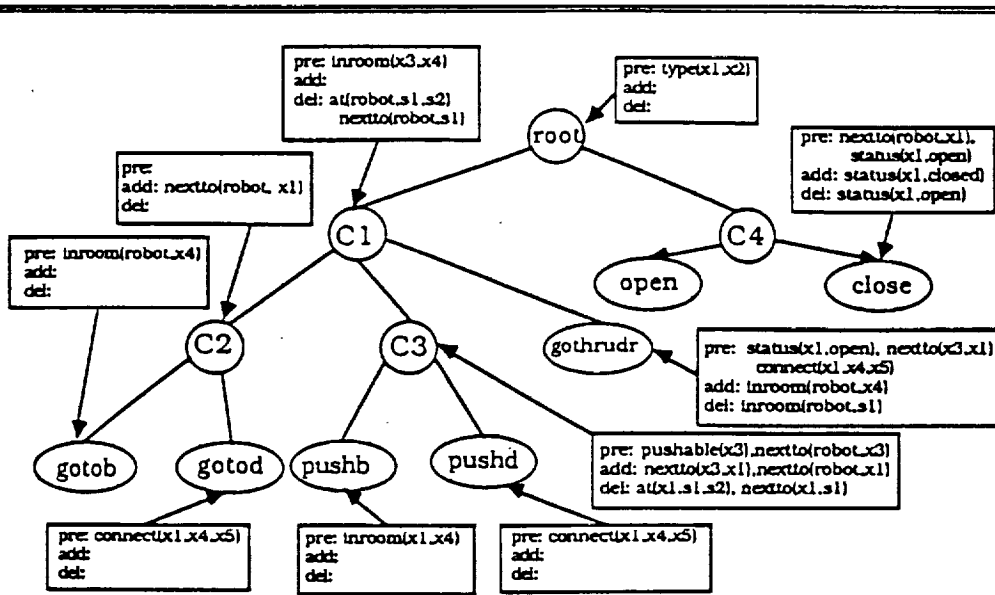 pre: inroom(x3,x4)
add:
del: at(robot,s1,s2)
nextto(robot,s1)
pre: type(x1,x2)
add:
del:
root
pre: nextto(robot,x1),
status(x1,open)
add: status(x1,closed)
del: status(x1,open)
pre:
add: nextto(robot, x1)
del:
C1
C4
pre: inroom(robot,x4)
add:
del:
open
close
C2
C3
gothrudr
pre: status(x1,open), nextto(x3,x1)
connect(x1,x4,x5)
add: inroom(robot,x4)
del: inroom(robot,s1)
gotob
gotod
pushb
pushd
pre: pushable(x3),nextto(robot,x3)
add: nextto(x3,x1),nextto(robot,x1)
del: at(x1,s1,s2), nextto(x1,s1)
pre: connect(x1,x4,x5)
add:
del:
pre: inroom(x1,x4)
add:
del:
pre: connect(x1,x4,x5)
add:
del: